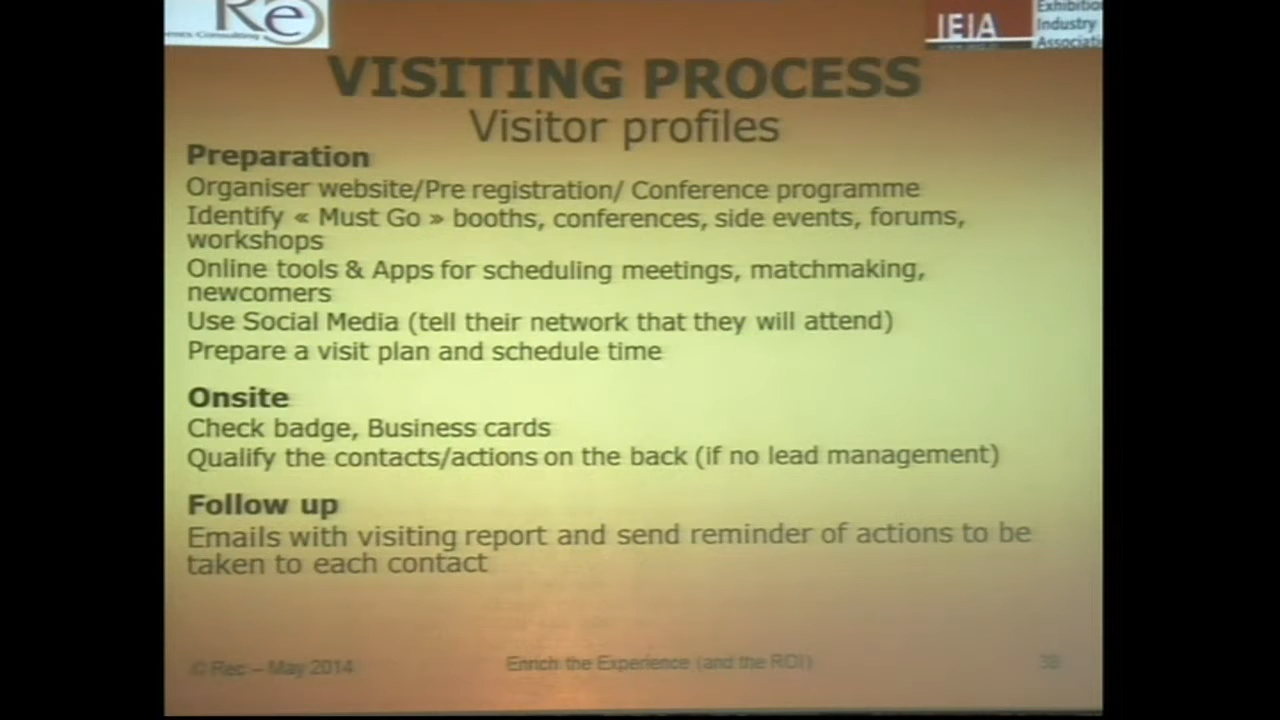 Re
IEIA
Exhibition
Industry
Associati
VISITING PROCESS
Visitor profiles
Preparation
Organiser website/Pre registration/ Conference programme
Identify « Must Go » booths, conferences, side events, forums,
workshops
Online tools & Apps for scheduling meetings, matchmaking,
newcomers
Use Social Media (tell their network that they will attend)
Prepare a visit plan and schedule time
Onsite
Check badge, Business cards
Qualify the contacts/actions on the back (if no lead management)
Follow up
Emails with visiting report and send reminder of actions to be
taken to each contact
© Rec – May 2014
Enrich the Experience (and the ROI)
38